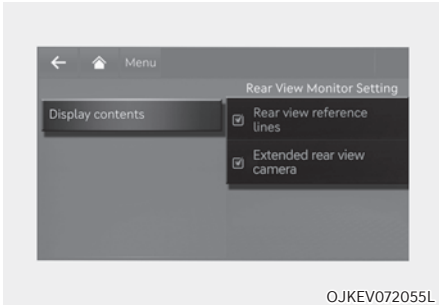 Menu
Rear View Monitor Setting
Display contents
Rear view reference
lines
Extended rear view
camera
OJKEV072055L